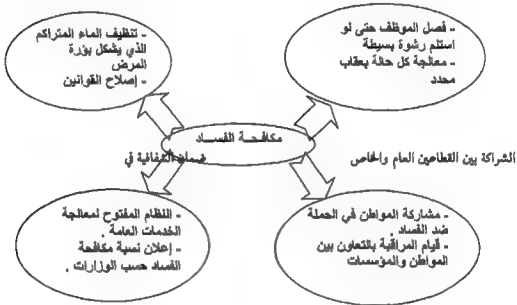 - تنظيف الماء المتراكم
الذي يشكل بؤرة
المرض
- إصلاح القوانين
- فصل الموظف حتى لو
استلم رشوة بسيطة
- معالجة كل حالة بعقاب
محدد
مكافحة الفساد
ضمان الشفافية في
الشراكة بين القطاعين العام والخاص
- النظام المفتوح لمعالجة
الخدمات العامة .
- إعلان نسبة مكافحة
الفساد حسب الوزارات .
- مشاركة المواطن في الحملة
ضد الفساد .
- قيام المراقبة بالتعاون بين
المواطن والمؤسسات